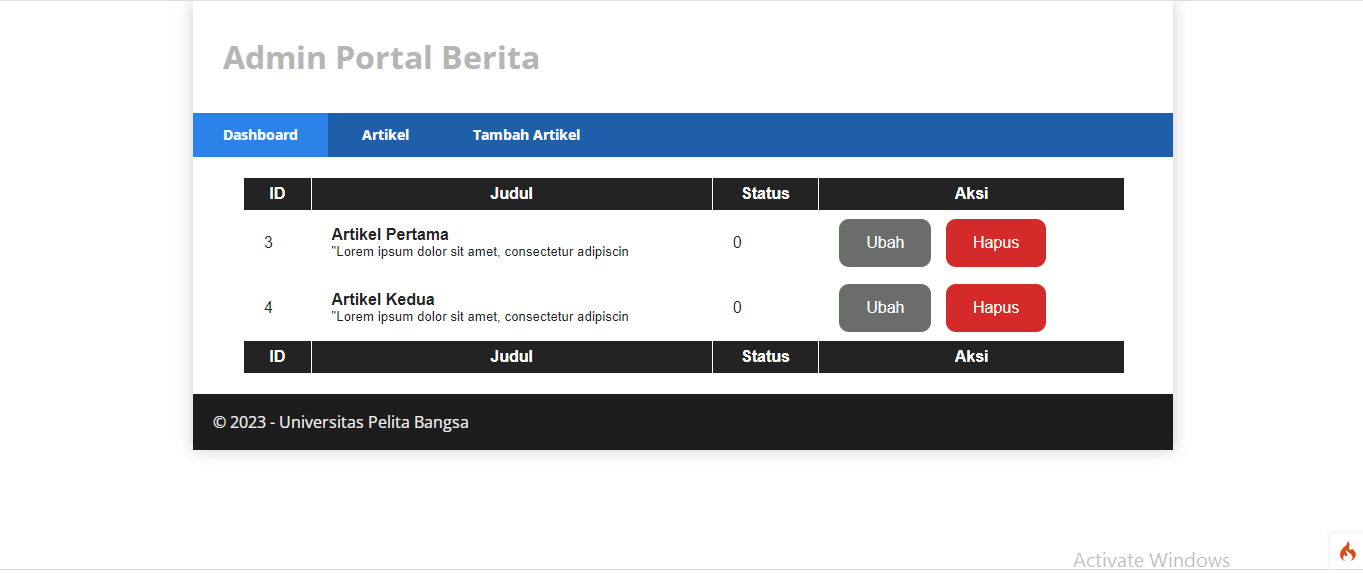 Admin Portal Berita
Dashboard Artikel Tambah Artikel
ID Judul Status Aksi
3 Artikel Pertama 0 Ubah Hapus
"Lorem ipsum dolor sit amet, consectetur adipiscin
4 Artikel Kedua 0 Ubah Hapus
"Lorem ipsum dolor sit amet, consectetur adipiscin
ID Judul Status Aksi
© 2023 - Universitas Pelita Bangsa
Activate Windows